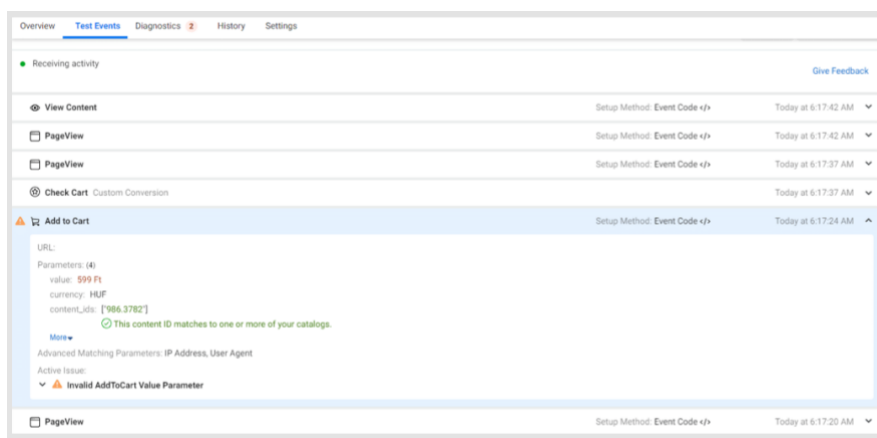 Overview Test Events Diagnostics 2 History Settings
Receiving activity
Give Feedback
View Content Setup Method: Event Code </> Today at 6:17:42 AM
PageView Setup Method: Event Code </> Today at 6:17:42 AM
PageView Setup Method: Event Code </> Today at 6:17:37 AM
Check Cart Custom Conversion Today at 6:17:37 AM
Add to Cart Setup Method: Event Code </> Today at 6:17:24 AM
URL:
Parameters: (4)
value: 599 Ft
currency: HUF
content_ids: ["986.3782"]
This content ID matches to one or more of your catalogs.
More
Advanced Matching Parameters: IP Address, User Agent
Active Issue:
Invalid AddToCart Value Parameter
PageView Setup Method: Event Code </> Today at 6:17:20 AM